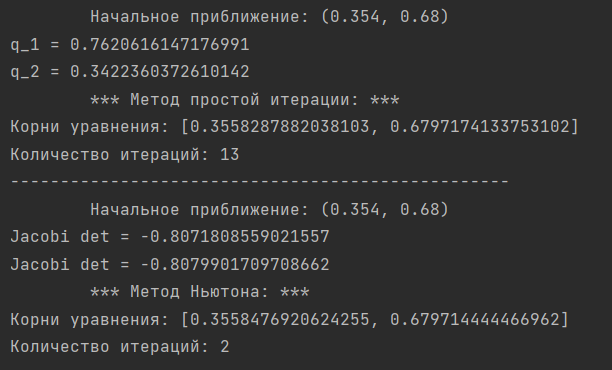 Начальное приближение: (0.354, 0.68)
q_1 = 0.7620616147176991
q_2 = 0.3422360372610142
*** Метод простой итерации: ***
Корни уравнения: [0.3558287882038103, 0.6797174133753102]
Количество итераций: 13
--------------------------------------------------
Начальное приближение: (0.354, 0.68)
Jacobi det = -0.8071808559021557
Jacobi det = -0.8079901709708662
*** Метод Ньютона: ***
Корни уравнения: [0.3558476920624255, 0.679714444466962]
Количество итераций: 2